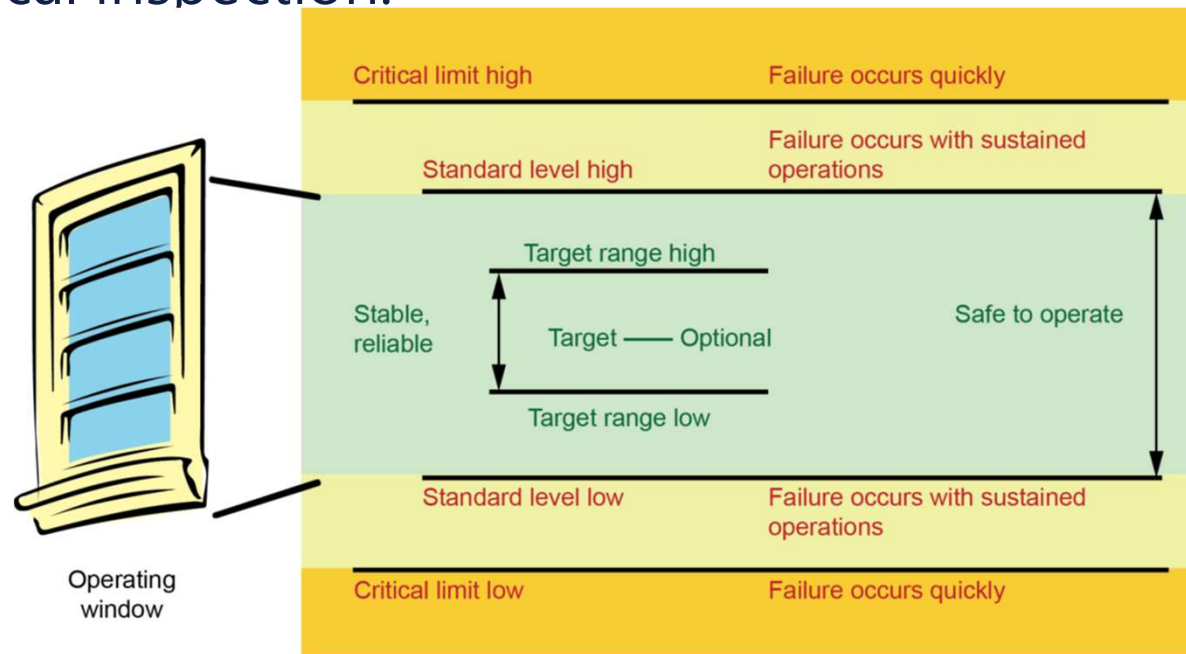 cal inspection.
Critical limit high
Failure occurs quickly
Failure occurs with sustained
operations
Standard level high
Target range high
Stable,
reliable
Target — Optional
Safe to operate
Target range low
Standard level low
Failure occurs with sustained
operations
Critical limit low
Failure occurs quickly
Operating
window